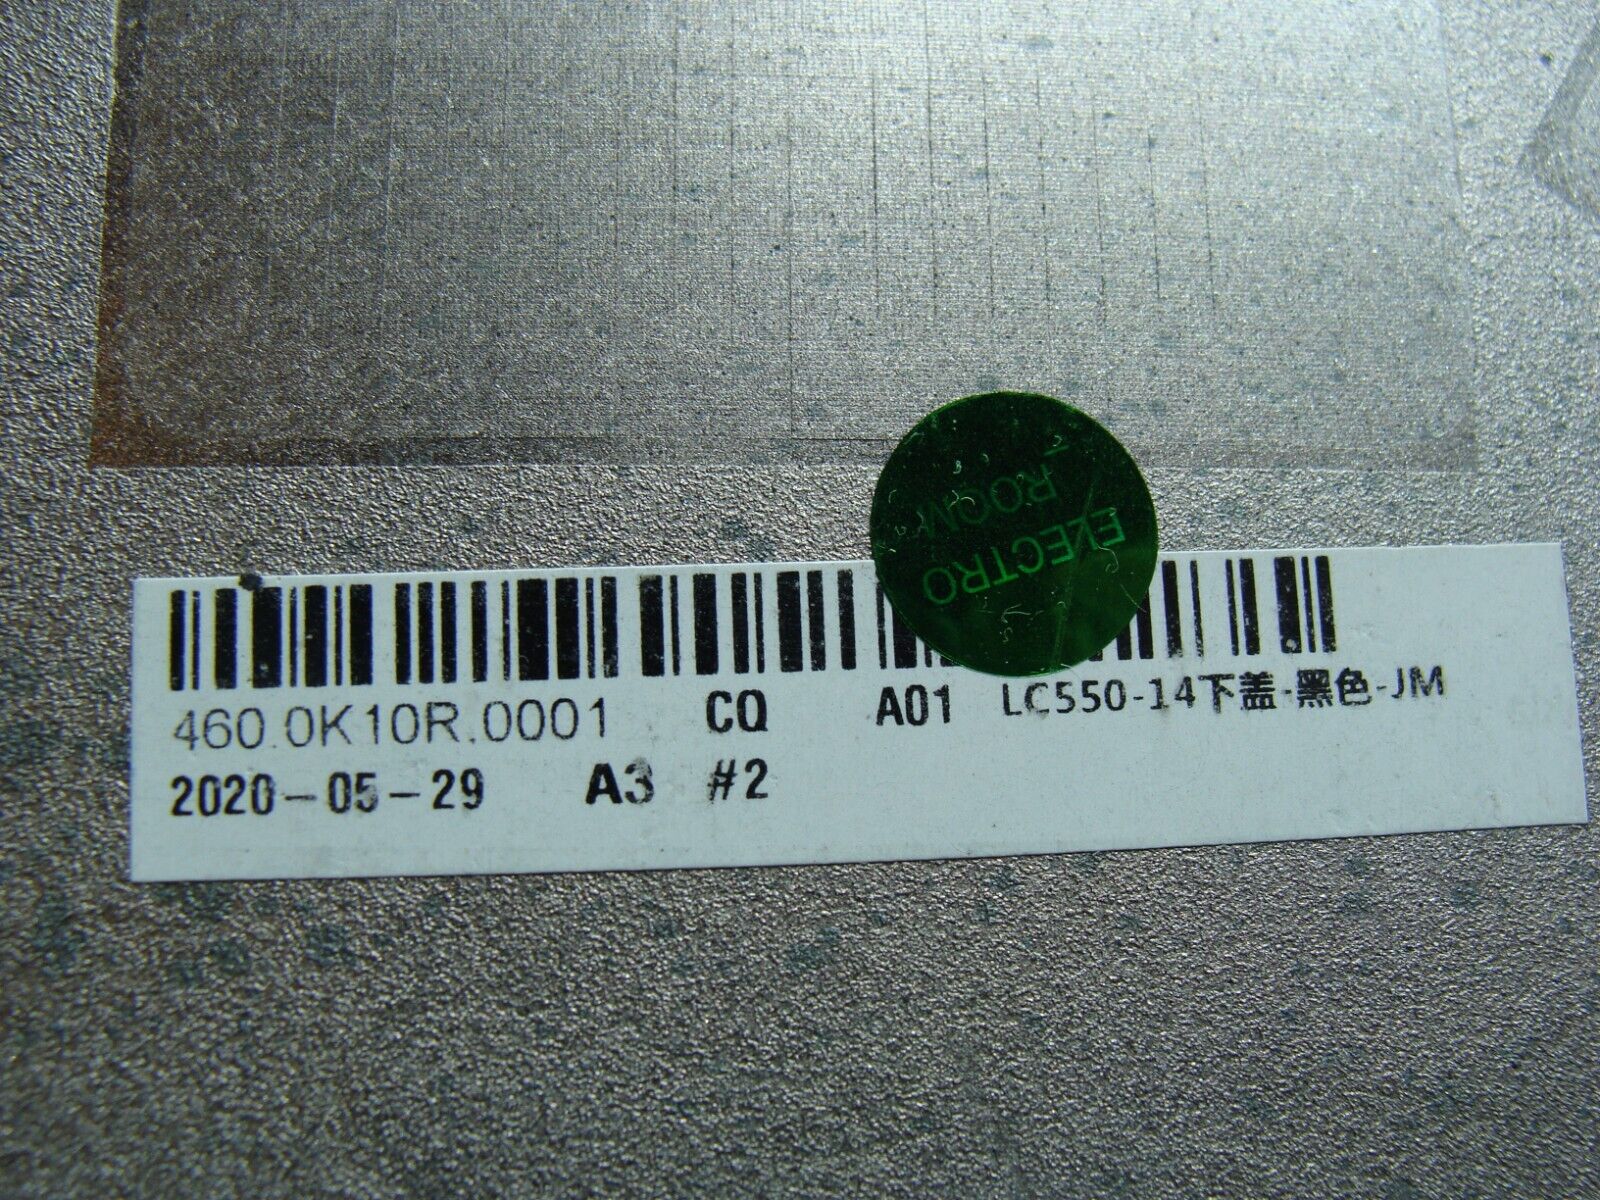 ELECTRO
ROOM
460.0K10R.0001 CQ A01 LC550-14下盖-黑色-JM
2020-05-29 A3 #2